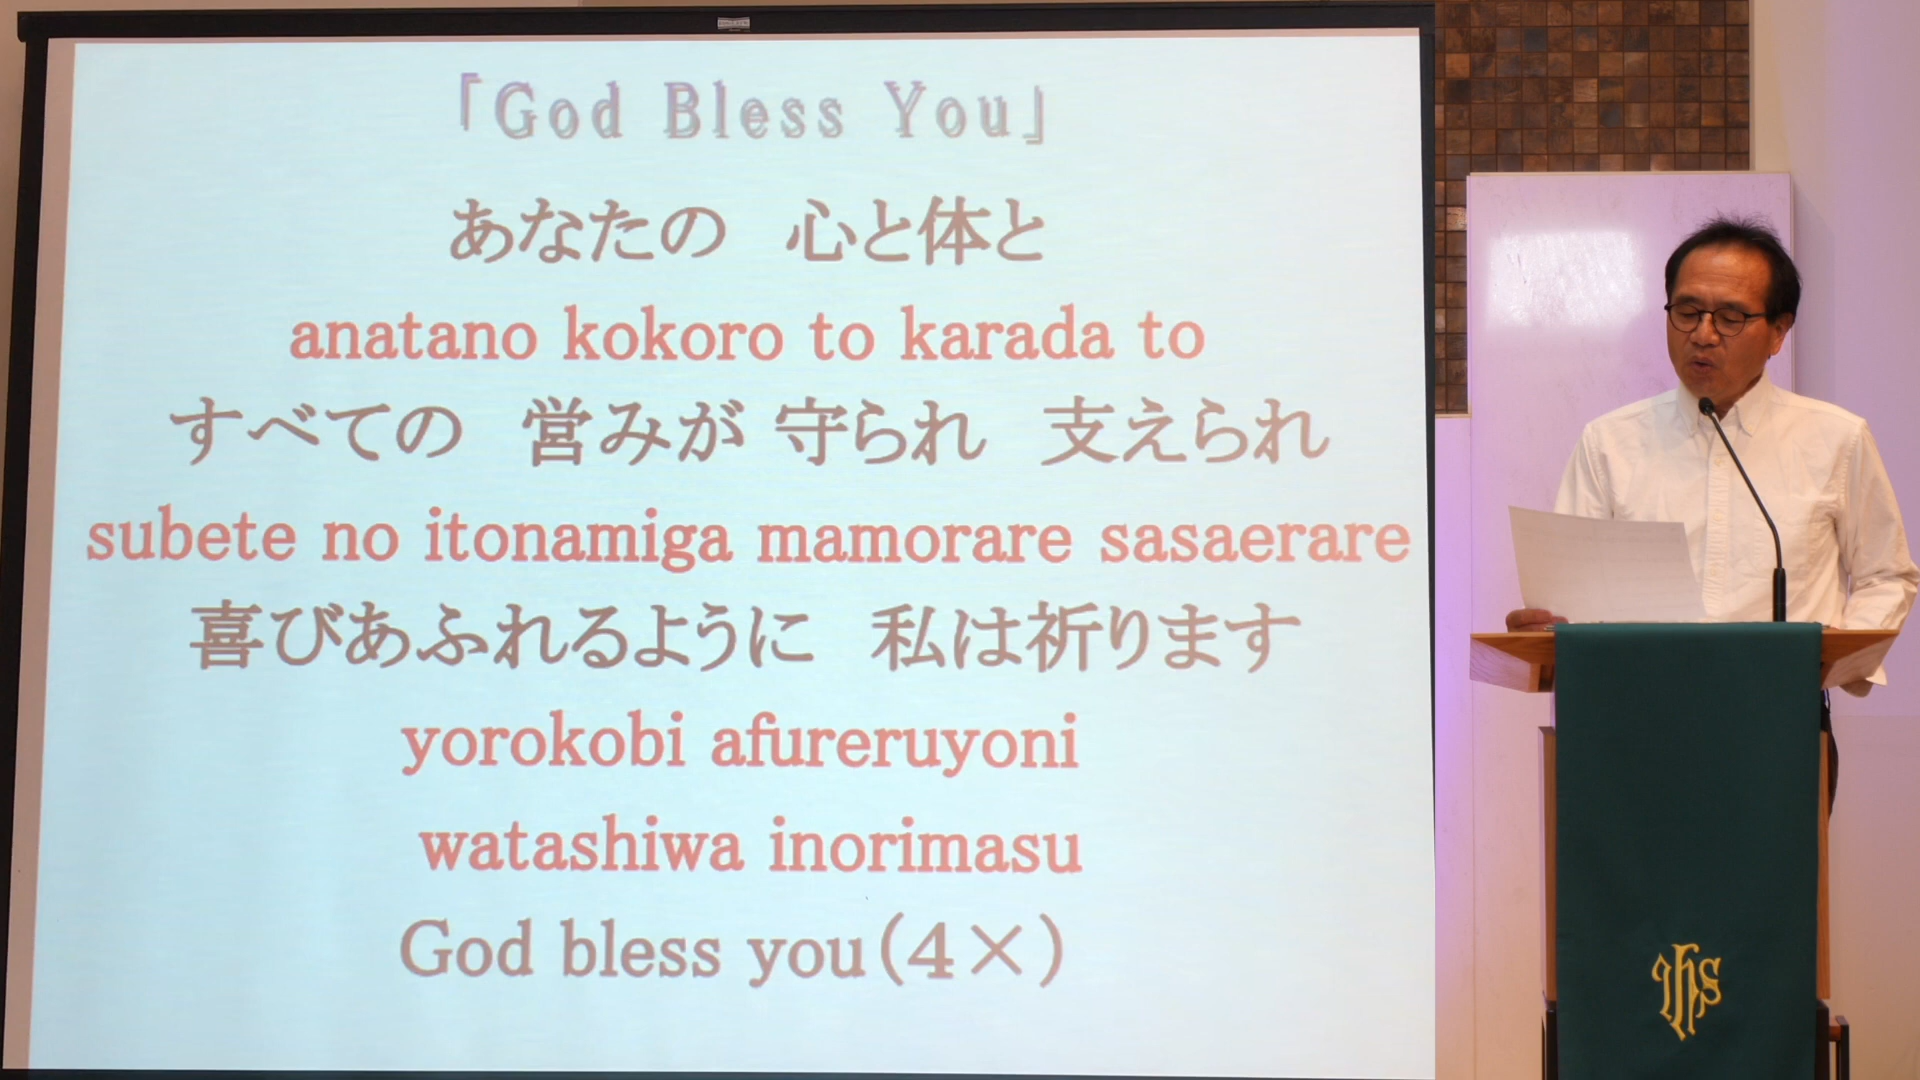 「God Bless You」
あなたの　心と体と
anatano kokoro to karada to
すべての　営みが 守られ　支えられ
subete no itonamiga mamorare sasaerare
喜びあふれるように　私は祈ります
yorokobi afureruyoni
watashiwa inorimasu
God bless you（4×）
IHS